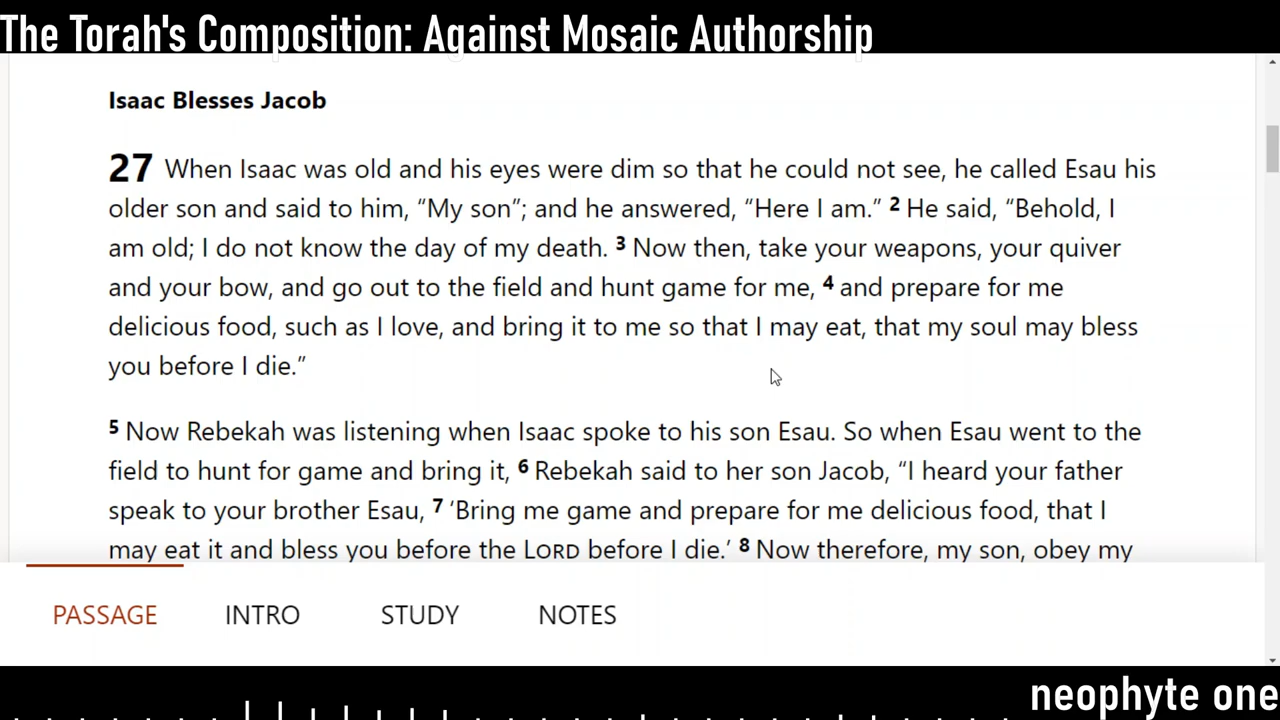 The Torah's Composition: Against Mosaic Authorship
Isaac Blesses Jacob
27 When Isaac was old and his eyes were dim so that he could not see, he called Esau his
older son and said to him, “My son”; and he answered, “Here I am.” 2 He said, “Behold, I
am old; I do not know the day of my death. 3 Now then, take your weapons, your quiver
and your bow, and go out to the field and hunt game for me, 4 and prepare for me
delicious food, such as I love, and bring it to me so that I may eat, that my soul may bless
you before I die.”
5 Now Rebekah was listening when Isaac spoke to his son Esau. So when Esau went to the
field to hunt for game and bring it, 6 Rebekah said to her son Jacob, “I heard your father
speak to your brother Esau, 7 ‘Bring me game and prepare for me delicious food, that I
may eat it and bless you before the LORD before I die.’ 8 Now therefore, my son, obey my
PASSAGE INTRO STUDY NOTES
neophyte one